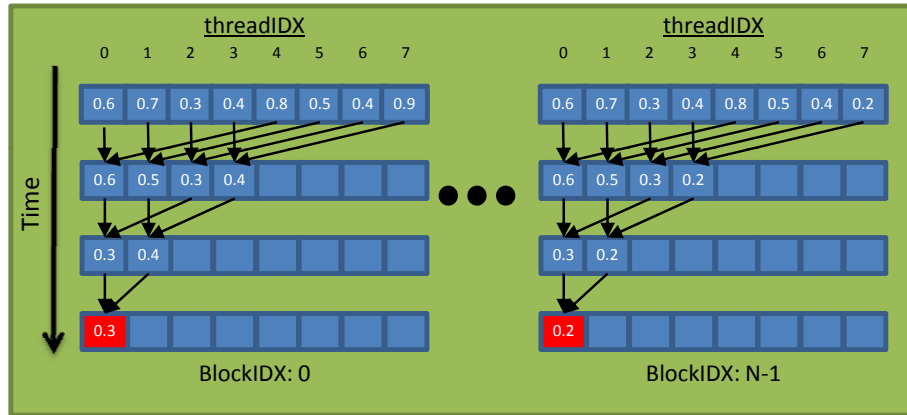 threadIDX threadIDX
0 1 2 3 4 5 6 7 0 1 2 3 4 5 6 7
0.6 0.7 0.3 0.4 0.8 0.5 0.4 0.9 0.6 0.7 0.3 0.4 0.8 0.5 0.4 0.2
Time
0.6 0.5 0.3 0.4 0.6 0.5 0.3 0.2
0.3 0.4 0.3 0.2
0.3 0.2
BlockIDX: 0 BlockIDX: N-1